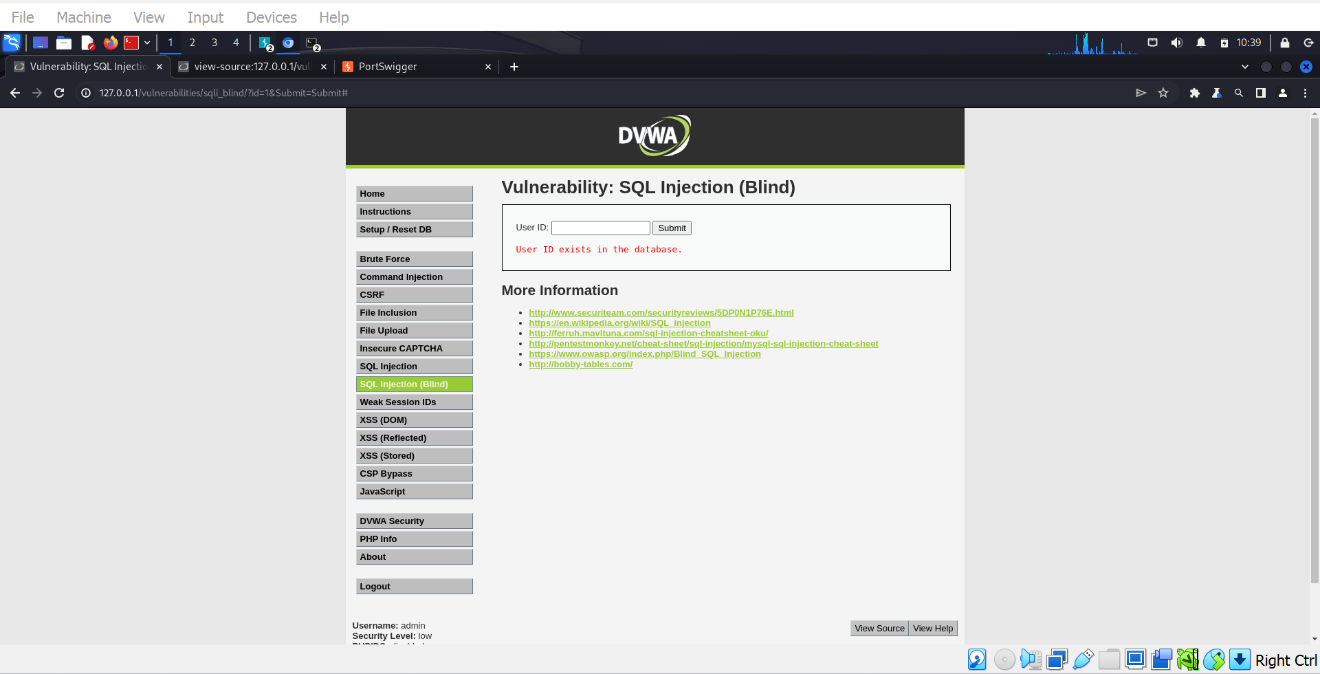 File Machine View Input Devices Help
1 2 3 4 2 2 10:39
Vulnerability: SQL Injectio view-source:127.0.0.1/vul PortSwigger
127.0.0.1/vulnerabilities/sqli_blind/?id=1&Submit=Submit#
DVWA
Vulnerability: SQL Injection (Blind)
Home
Instructions
Setup / Reset DB
Brute Force
Command Injection
CSRF
File Inclusion
File Upload
Insecure CAPTCHA
SQL Injection
SQL Injection (Blind)
Weak Session IDs
XSS (DOM)
XSS (Reflected)
XSS (Stored)
CSP Bypass
JavaScript
DVWA Security
PHP Info
About
Logout
User ID: Submit
User ID exists in the database.
More Information
http://www.securiteam.com/securityreviews/5DP0N1P76E.html
https://en.wikipedia.org/wiki/SQL_injection
http://ferruh.mavituna.com/sql-injection-cheatsheet-oku/
http://pentestmonkey.net/cheat-sheet/sql-injection/mysql-sql-injection-cheat-sheet
https://www.owasp.org/index.php/Blind_SQL_Injection
http://bobby-tables.com/
Username: admin
Security Level: low
View Source View Help
Right Ctrl